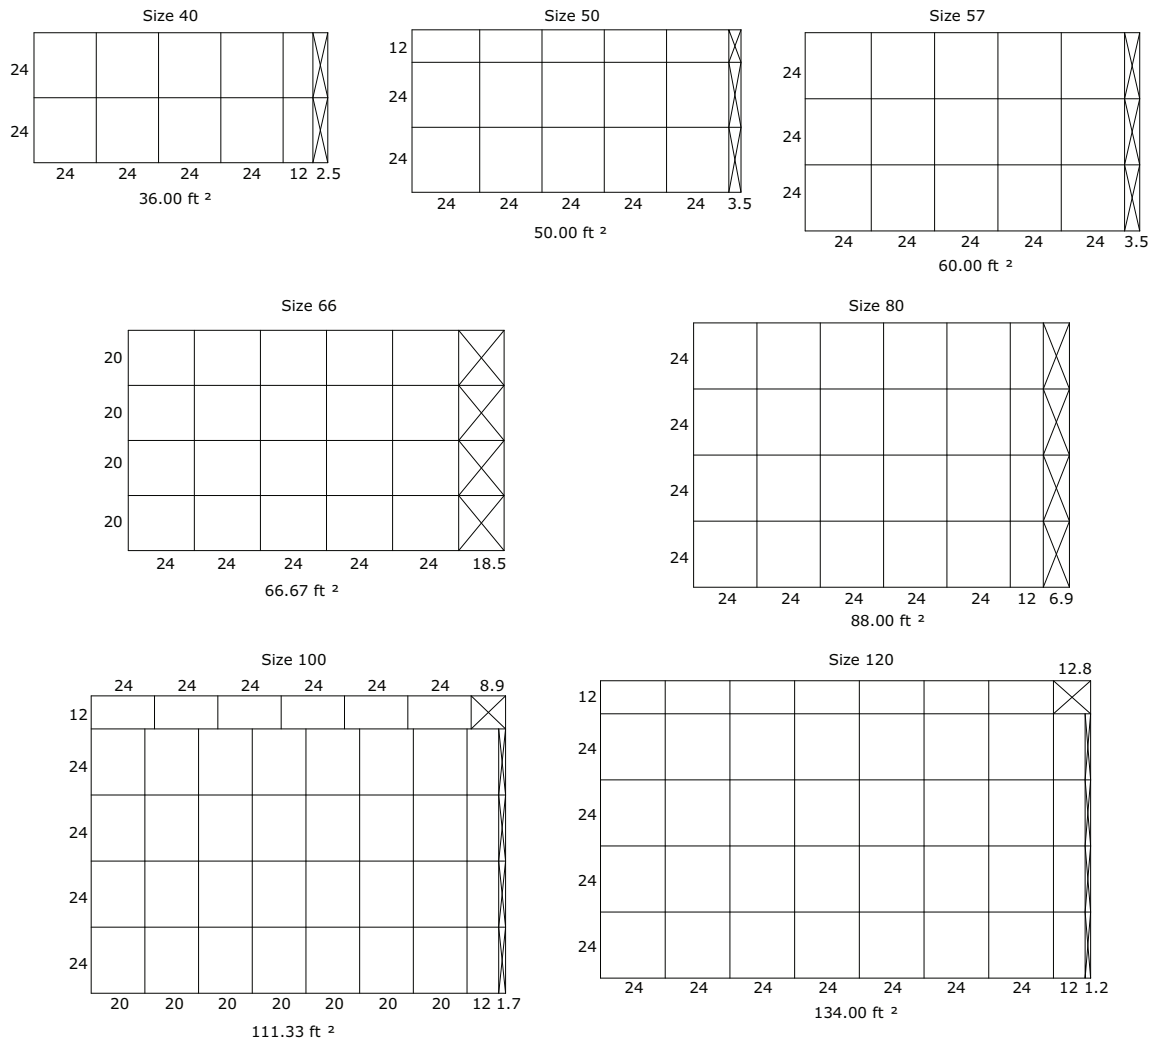 Size 40
24
24
24 24 24 24 12 2.5
36.00 ft ²
Size 50
12
24
24
24 24 24 24 24 3.5
50.00 ft ²
Size 57
24
24
24
24 24 24 24 24 3.5
60.00 ft ²
Size 66
20
20
20
20
24 24 24 24 24 18.5
66.67 ft ²
Size 80
24
24
24
24
24 24 24 24 24 12 6.9
88.00 ft ²
Size 100
24 24 24 24 24 24 8.9
12
24
24
24
24
20 20 20 20 20 20 20 12 1.7
111.33 ft ²
Size 120
12.8
12
24
24
24
24
24 24 24 24 24 24 24 12 1.2
134.00 ft ²